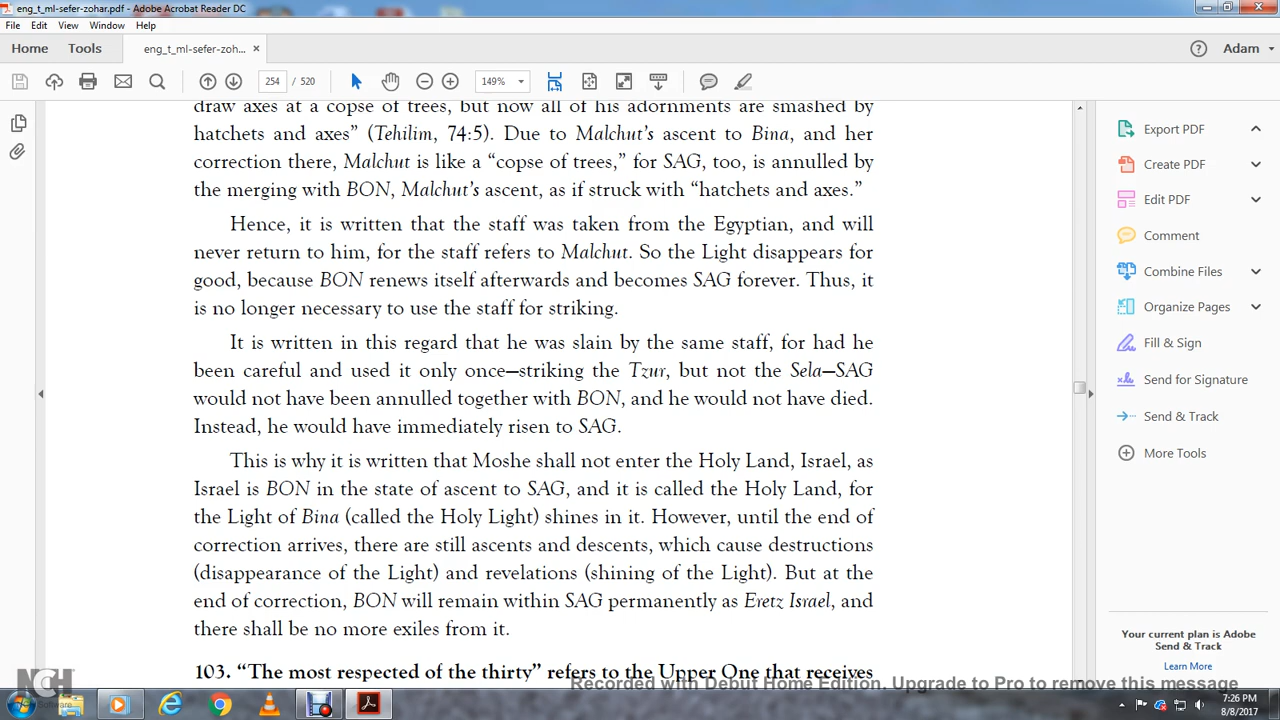 eng_t_ml-sefer-zohar.pdf - Adobe Acrobat Reader DC
File Edit View Window Help
Home Tools eng_t_ml-sefer-zoh... × Adam
254 / 520 149%
draw axes at a copse of trees, but now all of his adornments are smashed by
hatchets and axes” (Tehilim, 74:5). Due to Malchut’s ascent to Bina, and her
correction there, Malchut is like a “copse of trees,” for SAG, too, is annulled by
the merging with BON, Malchut’s ascent, as if struck with “hatchets and axes.”
Hence, it is written that the staff was taken from the Egyptian, and will
never return to him, for the staff refers to Malchut. So the Light disappears for
good, because BON renews itself afterwards and becomes SAG forever. Thus, it
is no longer necessary to use the staff for striking.
It is written in this regard that he was slain by the same staff, for had he
been careful and used it only once—striking the Tzur, but not the Sela—SAG
would not have been annulled together with BON, and he would not have died.
Instead, he would have immediately risen to SAG.
This is why it is written that Moshe shall not enter the Holy Land, Israel, as
Israel is BON in the state of ascent to SAG, and it is called the Holy Land, for
the Light of Bina (called the Holy Light) shines in it. However, until the end of
correction arrives, there are still ascents and descents, which cause destructions
(disappearance of the Light) and revelations (shining of the Light). But at the
end of correction, BON will remain within SAG permanently as Eretz Israel, and
there shall be no more exiles from it.
103. “The most respected of the thirty” refers to the Upper One that receives
Export PDF
Create PDF
Edit PDF
Comment
Combine Files
Organize Pages
Fill & Sign
Send for Signature
Send & Track
More Tools
Your current plan is Adobe
Send & Track
Learn More
NCH
Software
Recorded with Debut Home Edition. Upgrade to Pro to remove this message
7:26 PM
8/8/2017